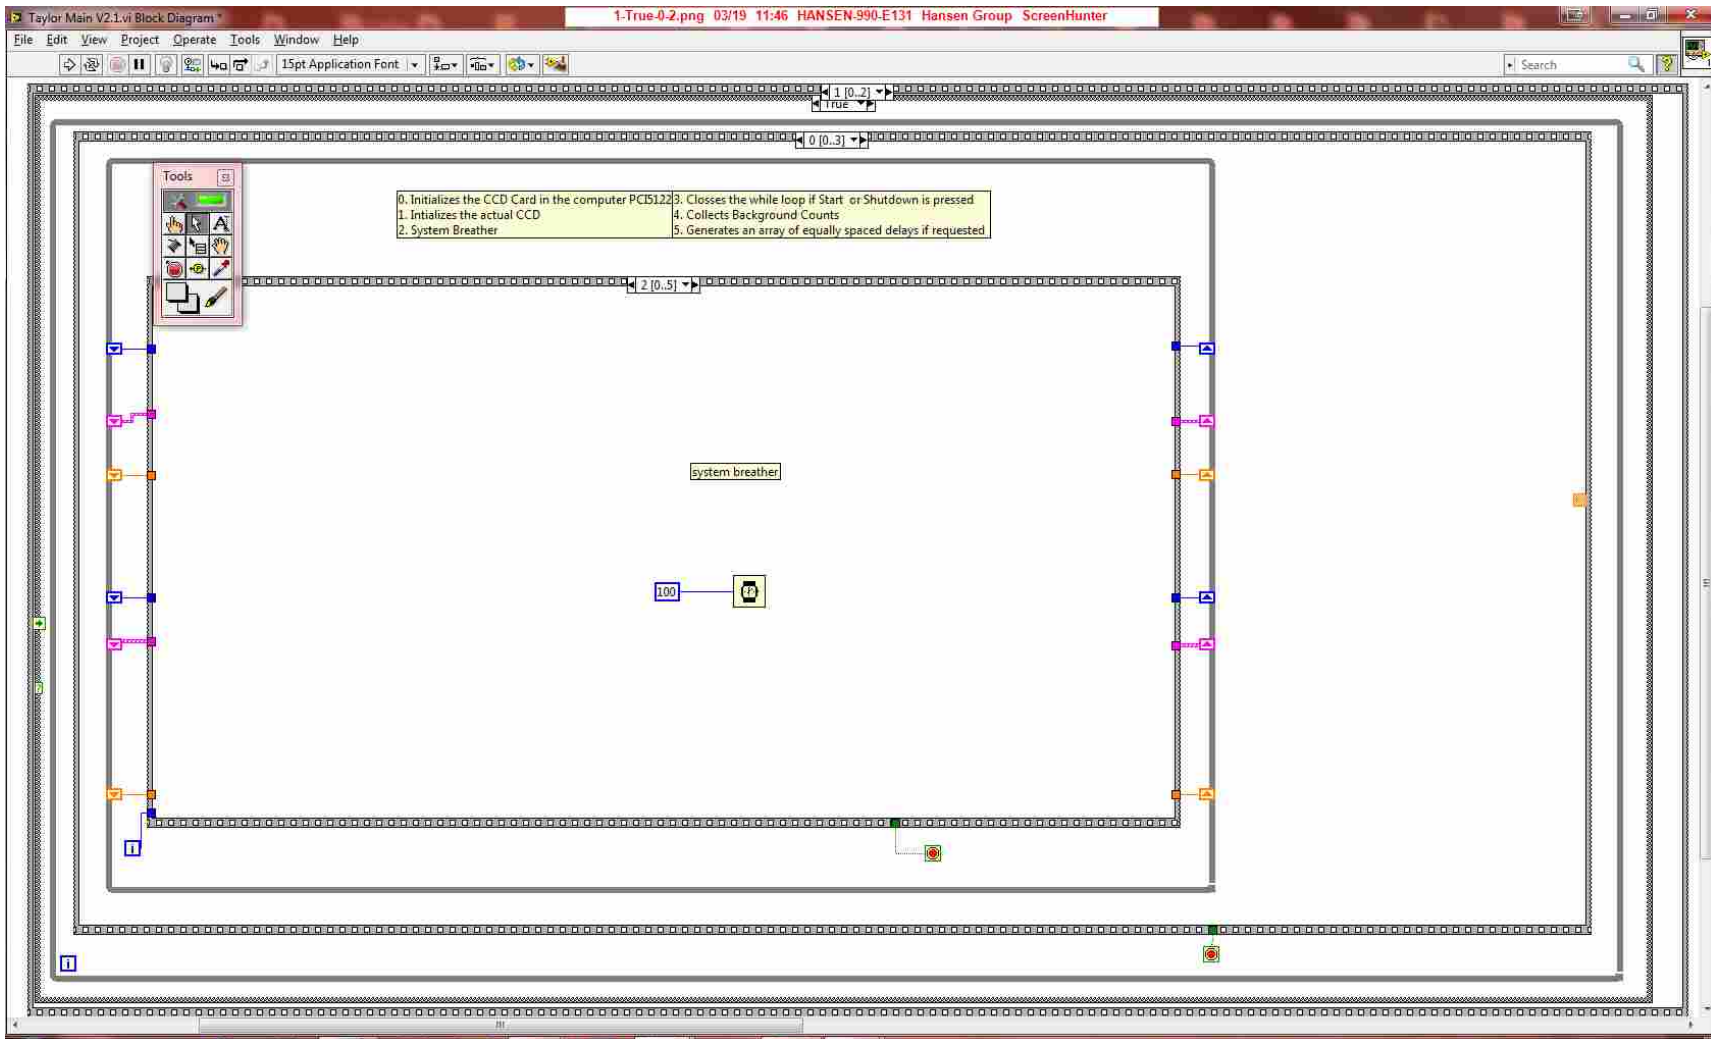 Taylor Main V2.1.vi Block Diagram *
1-True-0-2.png 03/19 11:46 HANSEN-990-E131 Hansen Group ScreenHunter
File Edit View Project Operate Tools Window Help
15pt Application Font
Search
1 [0..2]
True
0 [0..3]
Tools
0. Initializes the CCD Card in the computer PCI5122
1. Intializes the actual CCD
2. System Breather
3. Closses the while loop if Start or Shutdown is pressed
4. Collects Background Counts
5. Generates an array of equally spaced delays if requested
2 [0..5]
system breather
100
i
i